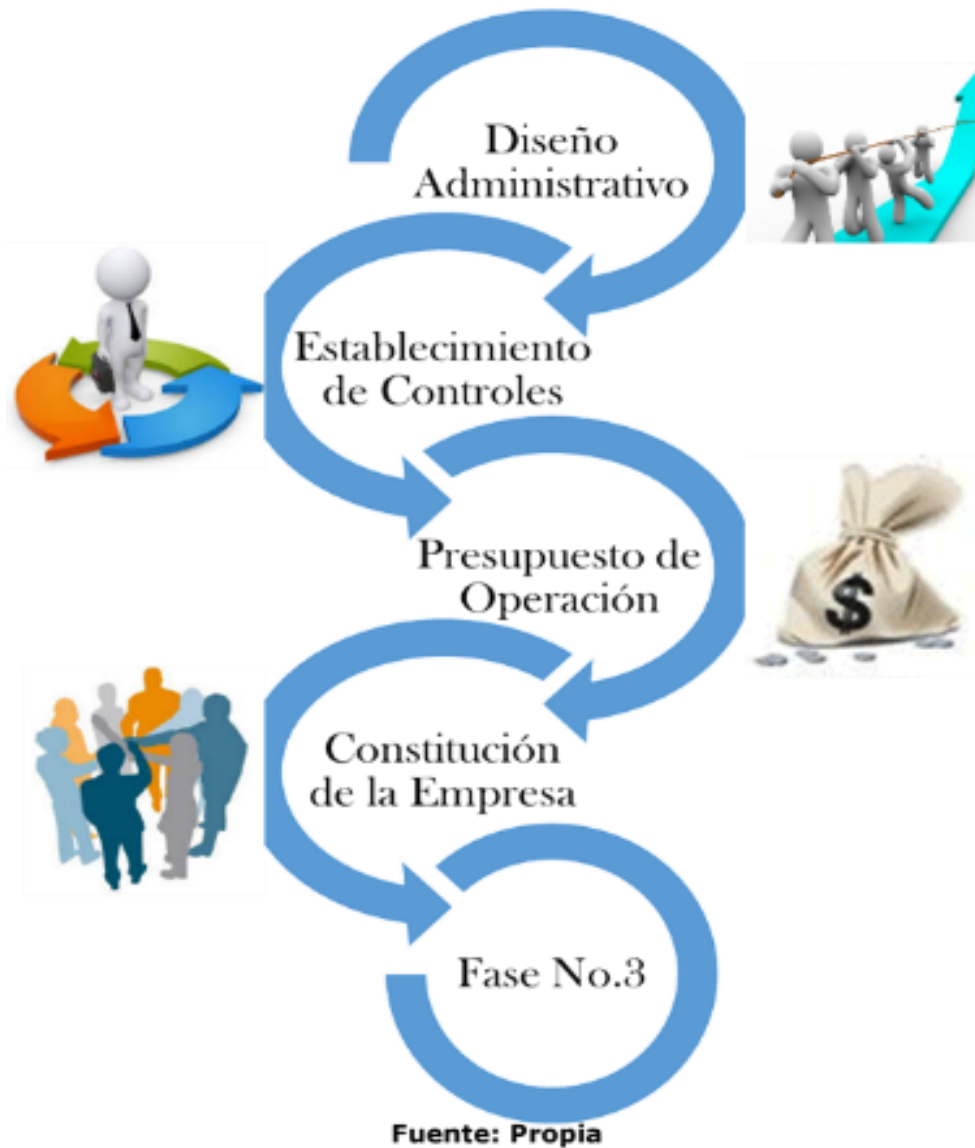 Diseño
Administrativo
Establecimiento
de Controles
Presupuesto de
Operación
$
Constitución
de la Empresa
Fase No.3
Fuente: Propia